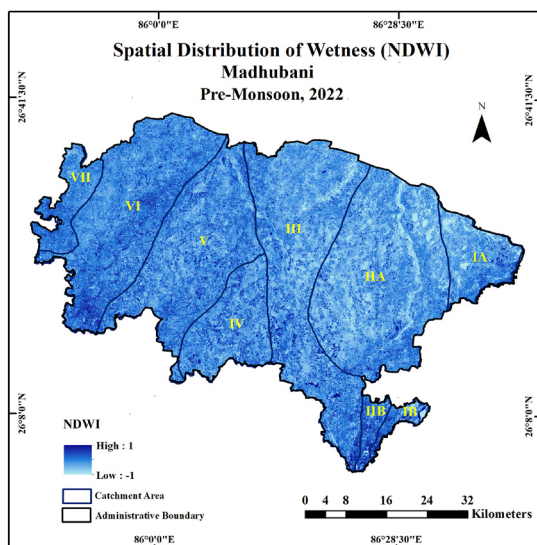 86°0'0"E 86°28'30"E
Spatial Distribution of Wetness (NDWI)
Madhubani
Pre-Monsoon, 2022
26°41'30"N 26°41'30"N
N
VII
VI
V
III
IIA
IA
IV
IIB
IB
26°8'0"N 26°8'0"N
NDWI
High : 1
Low : -1
Catchment Area
Administrative Boundary
0 4 8 16 24 32
Kilometers
86°0'0"E 86°28'30"E